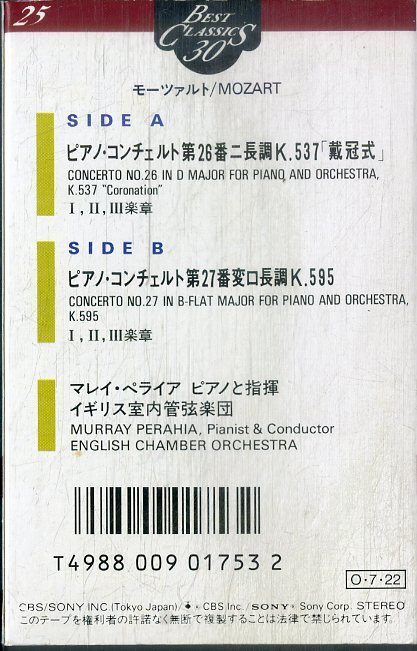 25
BEST
CLASSICS
30
モーツァルト/MOZART
SIDE A
ピアノ・コンチェルト第26番ニ長調K.537「戴冠式」
CONCERTO NO.26 IN D MAJOR FOR PIANO AND ORCHESTRA,
K.537 "Coronation"
I, II, III楽章
SIDE B
ピアノ・コンチェルト第27番変ロ長調K.595
CONCERTO NO.27 IN B-FLAT MAJOR FOR PIANO AND ORCHESTRA,
K.595
I, II, III楽章
マレイ・ペライア ピアノと指揮
イギリス室内管弦楽団
MURRAY PERAHIA, Pianist & Conductor
ENGLISH CHAMBER ORCHESTRA
T4988 009 01753 2
O・7・22
CBS/SONY INC.(Tokyo Japan)/ CBS Inc./ SONY Sony Corp. STEREO
このテープを権利者の許諾なく無断で複製することは法律で禁じられています.